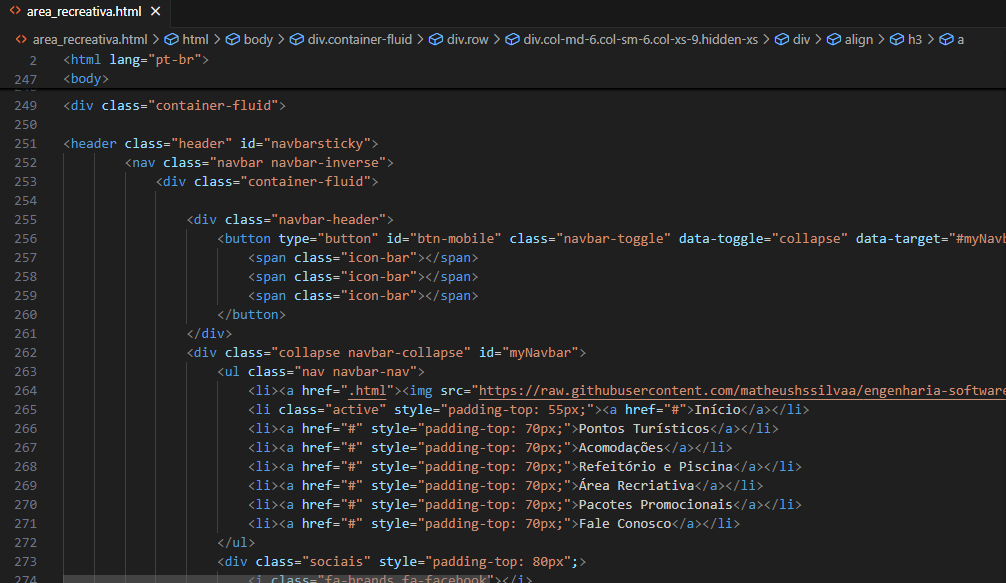 <> area_recreativa.html ×
<> area_recreativa.html > html > body > div.container-fluid > div.row > div.col-md-6.col-sm-6.col-xs-9.hidden-xs > div > align > h3 > a
2 <html lang="pt-br">
247 <body>
249 <div class="container-fluid">
250
251 <header class="header" id="navbarsticky">
252 <nav class="navbar navbar-inverse">
253 <div class="container-fluid">
254
255 <div class="navbar-header">
256 <button type="button" id="btn-mobile" class="navbar-toggle" data-toggle="collapse" data-target="#myNavb
257 <span class="icon-bar"></span>
258 <span class="icon-bar"></span>
259 <span class="icon-bar"></span>
260 </button>
261 </div>
262 <div class="collapse navbar-collapse" id="myNavbar">
263 <ul class="nav navbar-nav">
264 <li><a href=".html"><img src="https://raw.githubusercontent.com/matheushssilvaa/engenharia-software
265 <li class="active" style="padding-top: 55px;"><a href="#">Início</a></li>
266 <li><a href="#" style="padding-top: 70px;">Pontos Turísticos</a></li>
267 <li><a href="#" style="padding-top: 70px;">Acomodações</a></li>
268 <li><a href="#" style="padding-top: 70px;">Refeitório e Piscina</a></li>
269 <li><a href="#" style="padding-top: 70px;">Área Recriativa</a></li>
270 <li><a href="#" style="padding-top: 70px;">Pacotes Promocionais</a></li>
271 <li><a href="#" style="padding-top: 70px;">Fale Conosco</a></li>
272 </ul>
273 <div class="sociais" style="padding-top: 80px";>
274 <i class="fa-brands fa-facebook"></i>